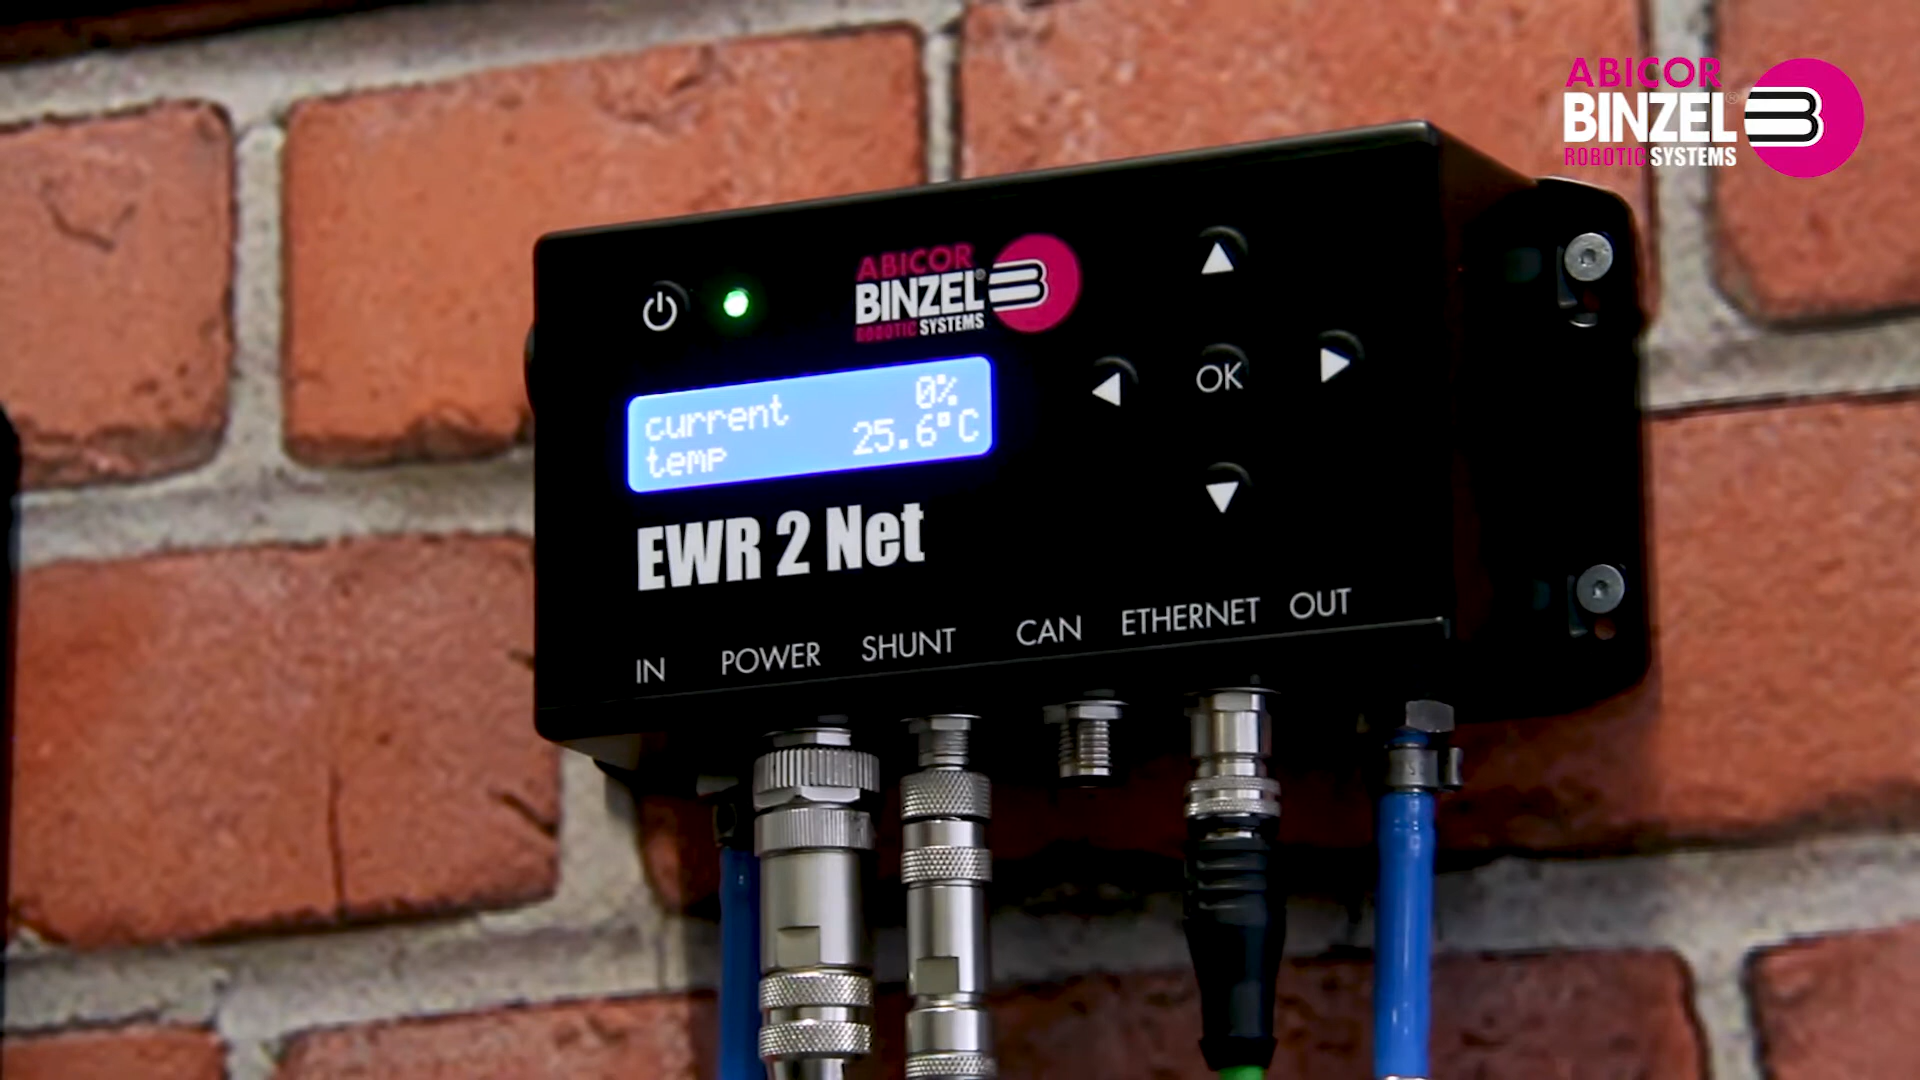 ABICOR
BINZEL®
ROBOTIC SYSTEMS
ABICOR
BINZEL®
ROBOTIC SYSTEMS
current 0%
temp 25.6°C
OK
EWR 2 Net
IN POWER SHUNT CAN ETHERNET OUT